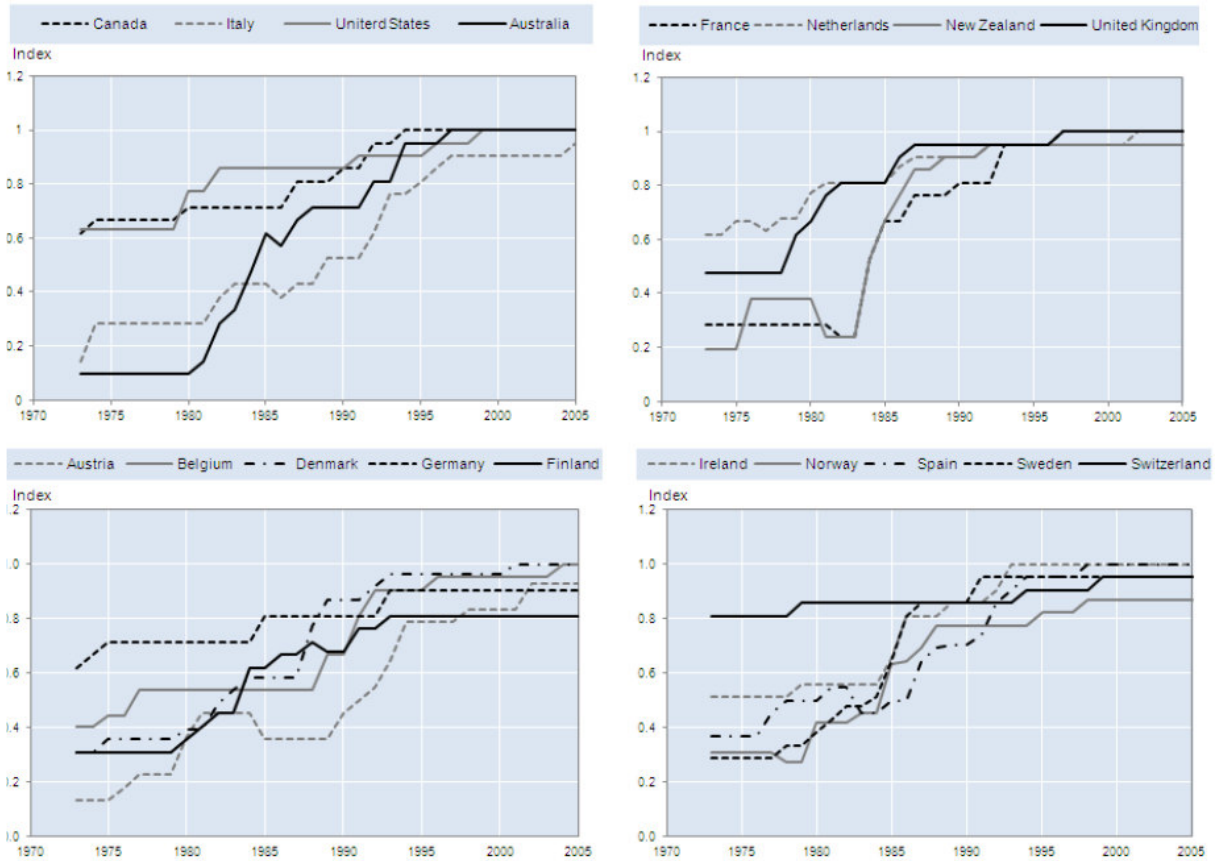 Canada Italy Uniterd States Australia
Index
1.2
1
0.8
0.6
0.4
0.2
0
1970 1975 1980 1985 1990 1995 2000 2005
France Netherlands New Zealand United Kingdom
Index
1.2
1
0.8
0.6
0.4
0.2
0
1970 1975 1980 1985 1990 1995 2000 2005
Austria Belgium Denmark Germany Finland
Index
.2
.0
0.8
0.6
0.4
0.2
0.0
1970 1975 1980 1985 1990 1995 2000 2005
Ireland Norway Spain Sweden Switzerland
Index
1.2
1.0
0.8
0.6
0.4
0.2
0.0
1970 1975 1980 1985 1990 1995 2000 2005